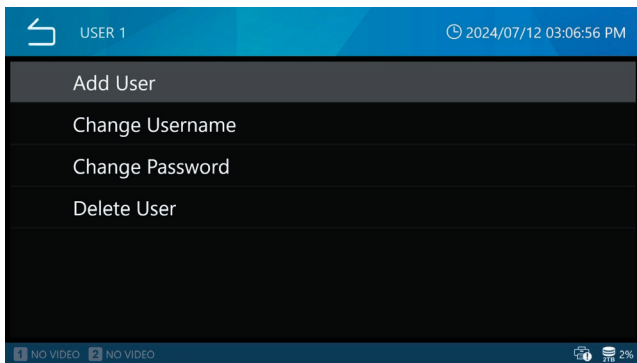 USER 1 2024/07/12 03:06:56 PM
Add User
Change Username
Change Password
Delete User
1 NO VIDEO 2 NO VIDEO 2TB 2%